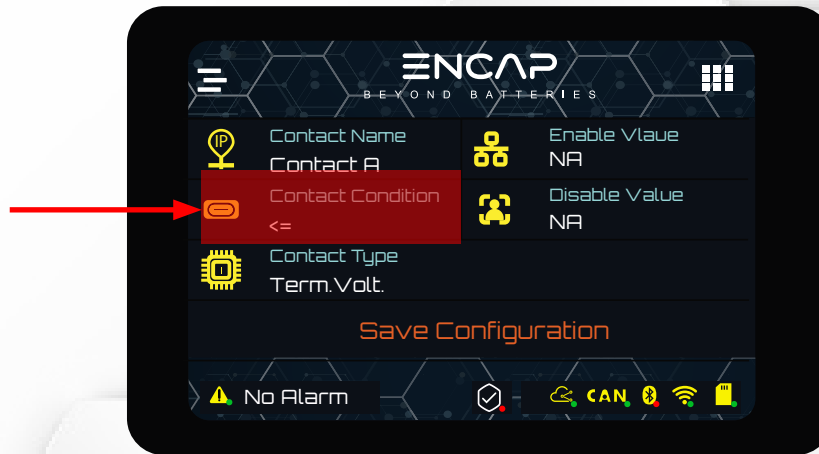 ENCAP
BEYOND BATTERIES
IP
Contact Name
Contact A
Enable Vlaue
NA
Contact Condition
<=
Disable Value
NA
Contact Type
Term.Volt.
Save Configuration
No Alarm
CAN